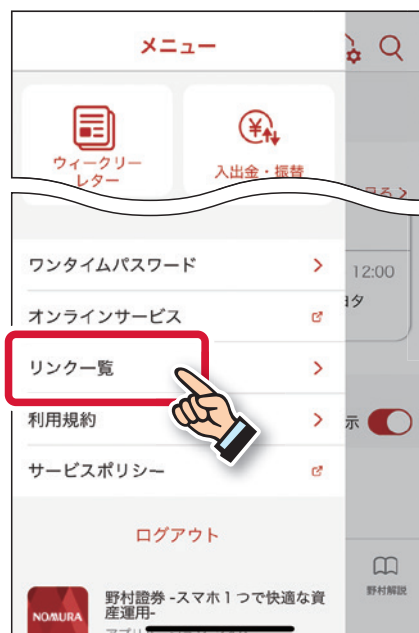 メニュー
ウィークリー
レター
入出金・振替
見る
ワンタイムパスワード
12:00
オンラインサービス
リンク一覧
利用規約
示
サービスポリシー
ログアウト
野村解説
NOMURA
野村證券 -スマホ1つで快適な資
産運用-